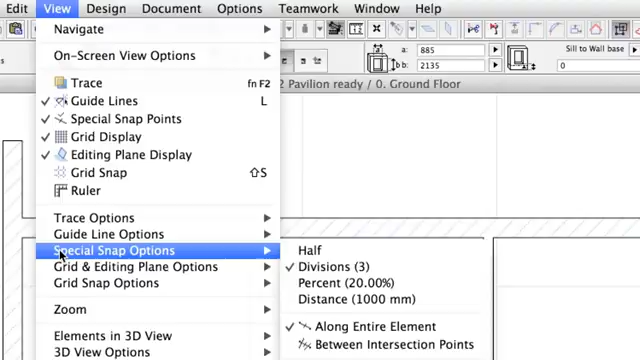 Edit View Design Document Options Teamwork Window Help
Navigate
On-Screen View Options
Trace fn F2
Guide Lines L
Special Snap Points
Grid Display
Editing Plane Display
Grid Snap ⇧S
Ruler
Trace Options
Guide Line Options
Special Snap Options
Grid & Editing Plane Options
Grid Snap Options
Zoom
Elements in 3D View
3D View Options
Half
Divisions (3)
Percent (20.00%)
Distance (1000 mm)
Along Entire Element
Between Intersection Points
a: 885
b: 2135
Sill to Wall base
0
2 Pavilion ready / 0. Ground Floor